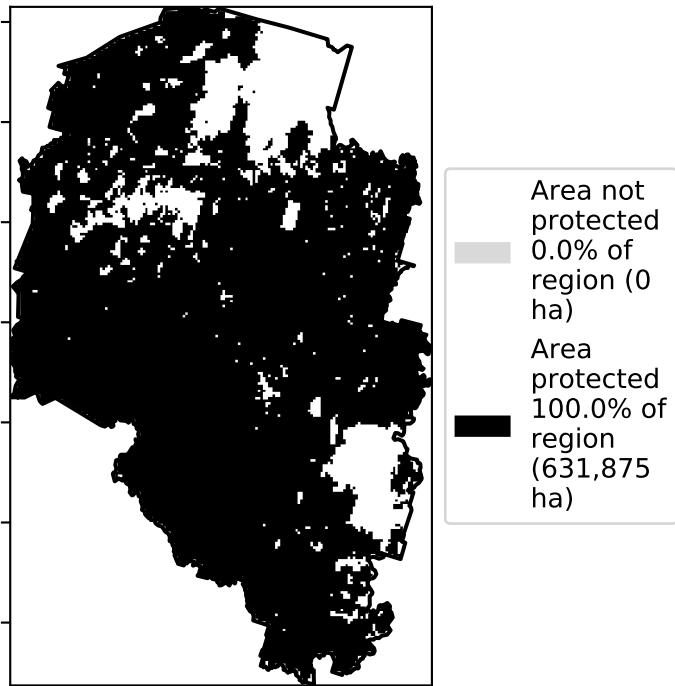 Area not
protected
0.0% of
region (0
ha)
Area
protected
100.0% of
region
(631,875
ha)